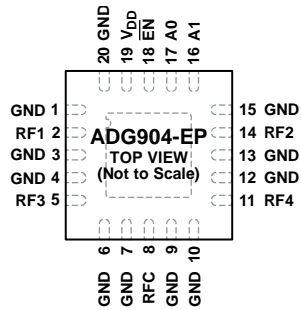 20 GND
19 VDD
18 E̅N̅
17 A0
16 A1
GND 1
RF1 2
GND 3
GND 4
RF3 5
ADG904-EP
TOP VIEW
(Not to Scale)
15 GND
14 RF2
13 GND
12 GND
11 RF4
GND 6
GND 7
RFC 8
GND 9
GND 10